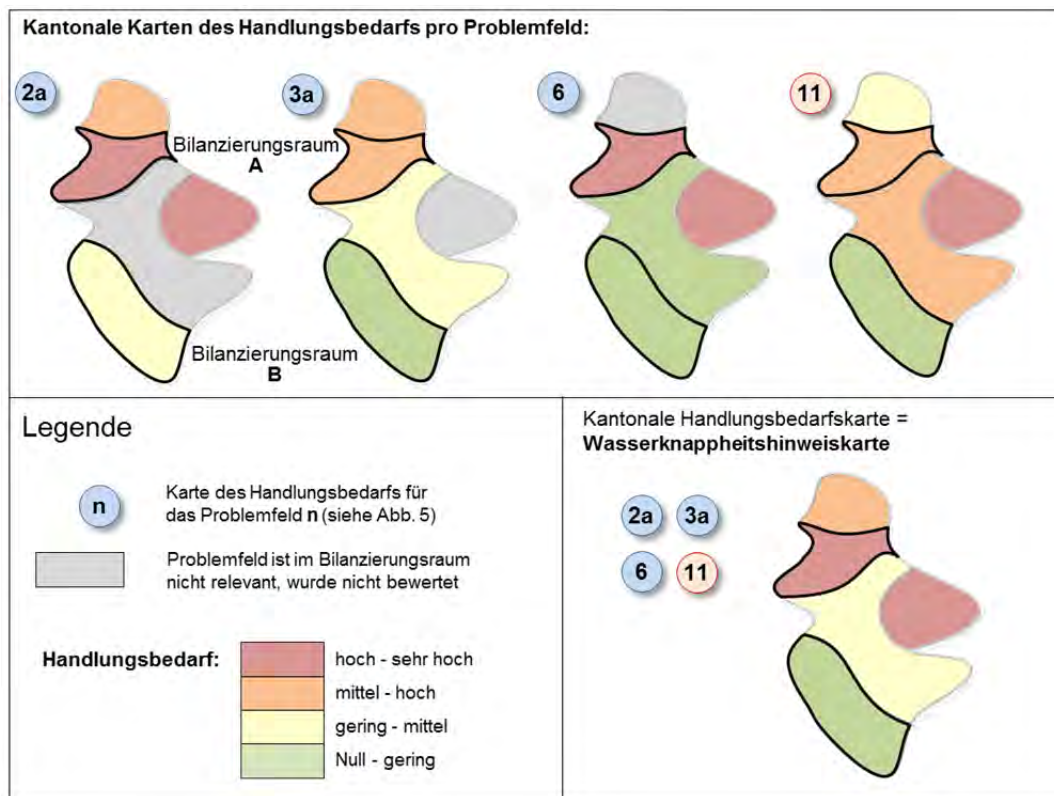 Kantonale Karten des Handlungsbedarfs pro Problemfeld:
2a
3a
6
11
Bilanzierungsraum
A
Bilanzierungsraum
B
Legende
n
Karte des Handlungsbedarfs für
das Problemfeld n (siehe Abb. 5)
Problemfeld ist im Bilanzierungsraum
nicht relevant, wurde nicht bewertet
Handlungsbedarf:
hoch - sehr hoch
mittel - hoch
gering - mittel
Null - gering
Kantonale Handlungsbedarfskarte =
Wasserknappheitshinweiskarte
2a
3a
6
11